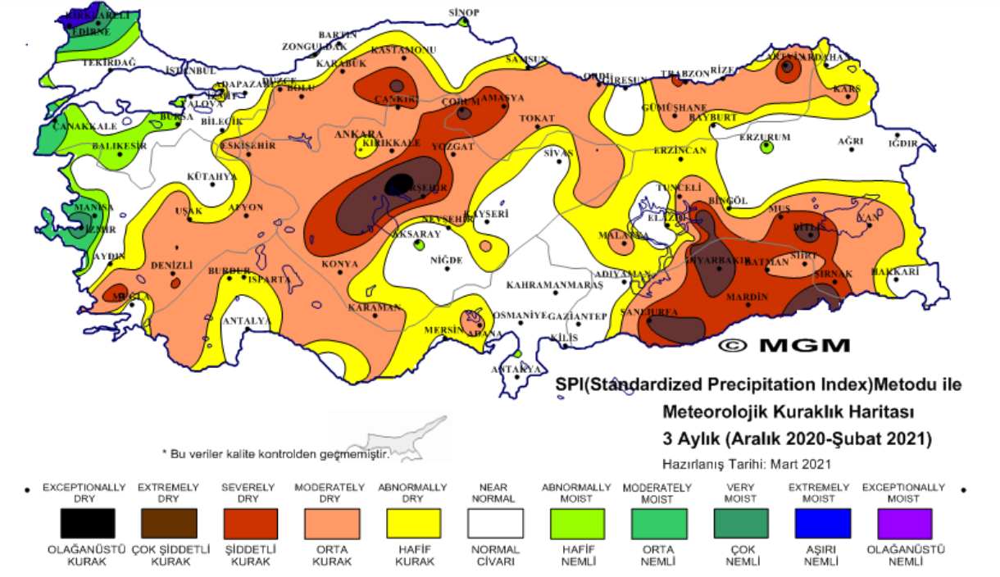 SİNOP
KIRKLARELİ
EDİRNE
BARTIN
ZONGULDAK
KASTAMONU
KARABÜK
SAMSUN
TEKİRDAĞ
İSTANBUL
ADAPAZARI
DÜZCE
BOLU
İZMİT
YALOVA
ORDU
GİRESUN
TRABZON
RİZE
ARTVİN
ARDAHAN
KARS
ÇANKIRI
ÇORUM
AMASYA
TOKAT
GÜMÜŞHANE
BAYBURT
ÇANAKKALE
BURSA
BİLECİK
BALIKESİR
ESKİŞEHİR
ANKARA
KIRIKKALE
YOZGAT
SİVAS
ERZİNCAN
ERZURUM
AĞRI
IĞDIR
KÜTAHYA
MANİSA
UŞAK
AFYON
RŞEHİR
NEVŞEHİR
KAYSERİ
TUNCELİ
BİNGÖL
ELAZIĞ
MUŞ
BİTLİS
VAN
İZMİR
AKSARAY
MALATYA
AYDIN
DENİZLİ
BURDUR
ISPARTA
KONYA
NİĞDE
DİYARBAKIR
BATMAN
SİİRT
ŞIRNAK
HAKKARİ
ADIYAMAN
KAHRAMANMARAŞ
MUĞLA
ANTALYA
KARAMAN
MERSİN
ADANA
OSMANİYE
GAZİANTEP
ŞANLIURFA
MARDİN
KİLİS
ANTAKYA
© MGM
SPI(Standardized Precipitation Index)Metodu ile
Meteorolojik Kuraklık Haritası
3 Aylık (Aralık 2020-Şubat 2021)
Hazırlanış Tarihi: Mart 2021
* Bu veriler kalite kontrolden geçmemiştir.
EXCEPTIONALLY DRY
EXTREMELY DRY
SEVERELY DRY
MODERATELY DRY
ABNORMALLY DRY
NEAR NORMAL
ABNORMALLY MOIST
MODERATELY MOIST
VERY MOIST
EXTREMELY MOIST
EXCEPTIONALLY MOIST
OLAĞANÜSTÜ KURAK
ÇOK ŞİDDETLİ KURAK
ŞİDDETLİ KURAK
ORTA KURAK
HAFİF KURAK
NORMAL CİVARI
HAFİF NEMLİ
ORTA NEMLİ
ÇOK NEMLİ
AŞIRI NEMLİ
OLAĞANÜSTÜ NEMLİ